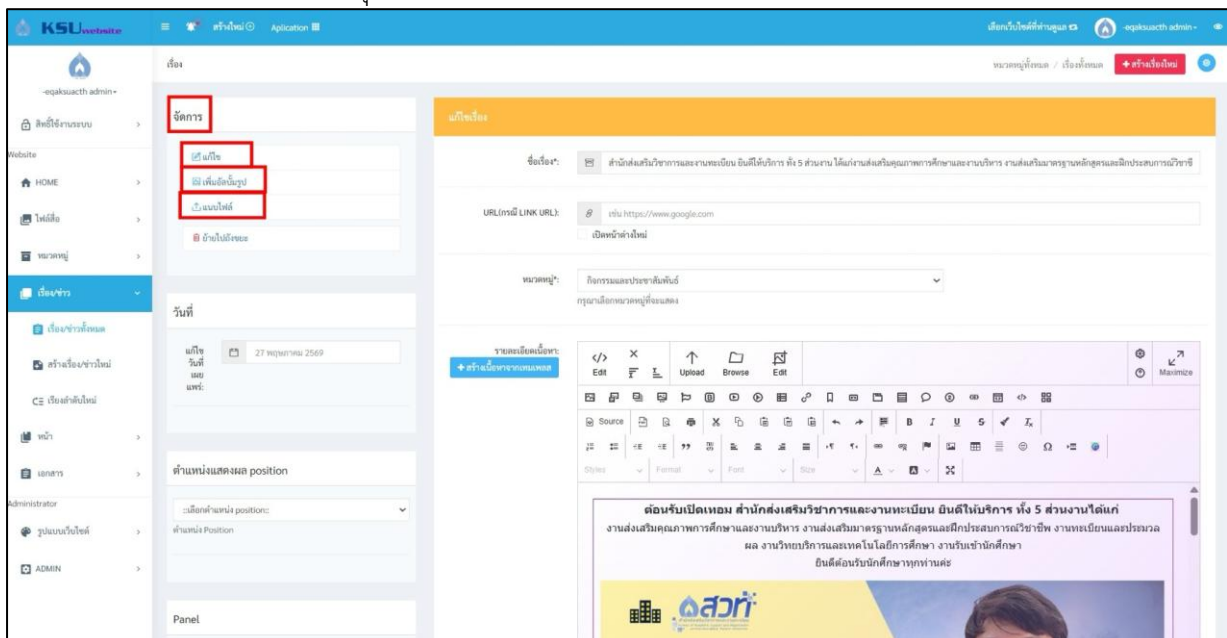 KSUwebsite
สร้างใหม่
Aplication
เลือกเว็บไซต์ที่ท่านดูแล
-eqaksuacth admin-
-eqaksuacth admin-
สิทธิ์ใช้งานระบบ
Website
HOME
ไฟล์สื่อ
หมวดหมู่
เรื่อง/ข่าว
เรื่อง/ข่าวทั้งหมด
สร้างเรื่อง/ข่าวใหม่
เรียงลำดับใหม่
หน้า
เอกสาร
Administrator
รูปแบบเว็บไซต์
ADMIN
เรื่อง
หมวดหมู่ทั้งหมด / เรื่องทั้งหมด
+ สร้างเรื่องใหม่
จัดการ
แก้ไข
เพิ่มอัลบั้มรูป
แนบไฟล์
ย้ายไปถังขยะ
วันที่
แก้ไข
วันที่
เผย
แพร่:
27 พฤษภาคม 2569
ตำแหน่งแสดงผล position
::เลือกตำแหน่ง position::
ตำแหน่ง Position
Panel
แก้ไขเรื่อง
ชื่อเรื่อง*:
สำนักส่งเสริมวิชาการและงานทะเบียน ยินดีให้บริการ ทั้ง 5 ส่วนงาน ได้แก่งานส่งเสริมคุณภาพการศึกษาและงานบริหาร งานส่งเสริมมาตรฐานหลักสูตรและฝึกประสบการณ์วิชาชี
URL(กรณี LINK URL):
เช่น https://www.google.com
เปิดหน้าต่างใหม่
หมวดหมู่*:
กิจกรรมและประชาสัมพันธ์
กรุณาเลือกหมวดหมู่ที่จะแสดง
รายละเอียดเนื้อหา:
+ สร้างเนื้อหาจากเทมเพลต
Edit
Upload
Browse
Edit
Maximize
Source
Styles
Format
Font
Size
ต้อนรับเปิดเทอม สำนักส่งเสริมวิชาการและงานทะเบียน ยินดีให้บริการ ทั้ง 5 ส่วนงานได้แก่
งานส่งเสริมคุณภาพการศึกษาและงานบริหาร งานส่งเสริมมาตรฐานหลักสูตรและฝึกประสบการณ์วิชาชีพ งานทะเบียนและประมวล
ผล งานวิทยบริการและเทคโนโลยีการศึกษา งานรับเข้านักศึกษา
ยินดีต้อนรับนักศึกษาทุกท่านค่ะ
สวท